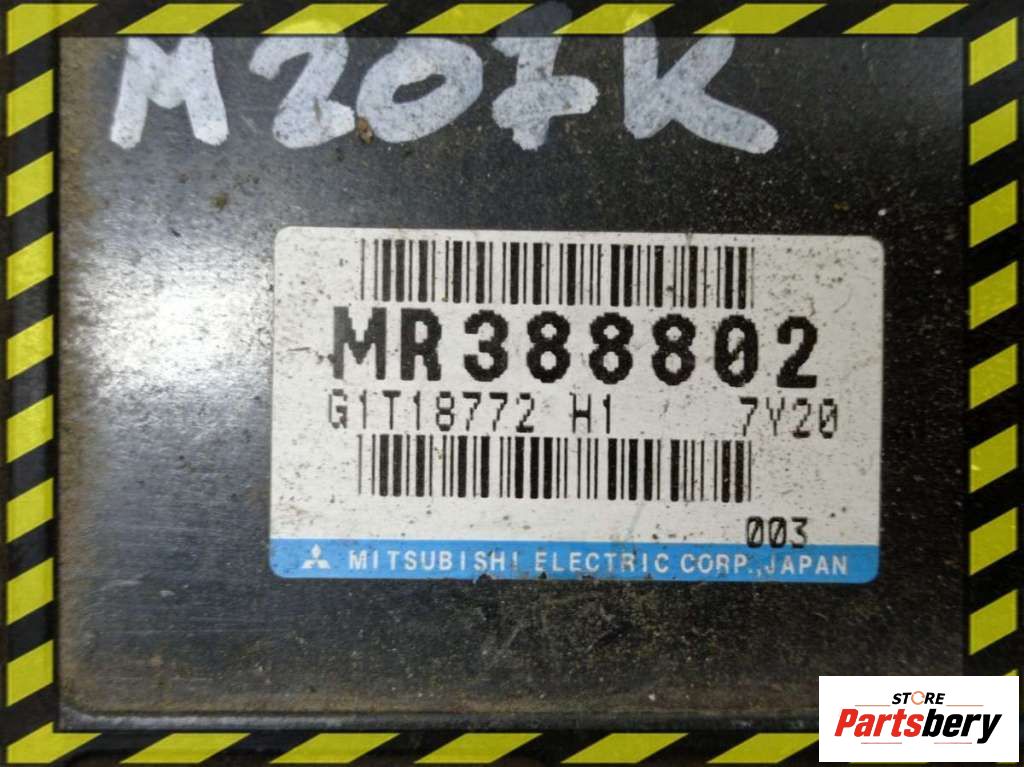 M207K
MR388802
G1T18772 H1 7Y20
003
MITSUBISHI ELECTRIC CORP.,JAPAN
STORE
Partsbery